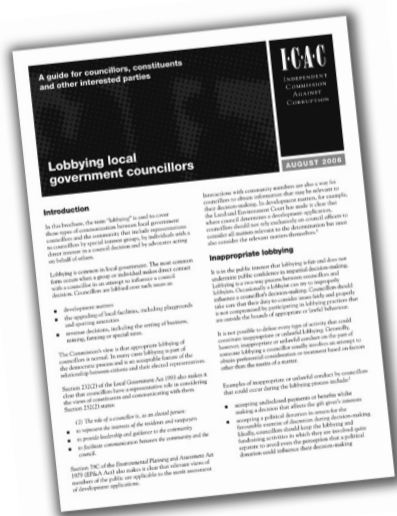 A guide for councillors, constituents
and other interested parties
I·C·A·C
INDEPENDENT
COMMISSION
AGAINST
CORRUPTION
Lobbying local
government councillors
AUGUST 2006
Introduction
In this brochure, the term "lobbying" is used to cover
those types of communication between local government
councillors and the community that include representations
to councillors by special interest groups, by individuals with a
direct interest in a council decision and by advocates acting
on behalf of others.
Lobbying is common in local government. The most common
form occurs when a group or individual makes direct contact
with a councillor in an attempt to influence a council
decision. Councillors are lobbied over such issues as
■ development matters
■ the upgrading of local facilities, including playgrounds
and sporting amenities
■ revenue decisions, including the setting of business,
mining, farming or special rates.
The Commission's view is that appropriate lobbying of
councillors is normal. In many cases lobbying is part of
the democratic process and is an acceptable feature of the
relationship between citizens and their elected representatives.
Section 232(2) of the Local Government Act 1993 also makes it
clear that councillors have a representative role in considering
the views of constituents and communicating with them.
Section 232(2) states:
(2) The role of a councillor is, as an elected person:
■ to represent the interests of the residents and ratepayers
■ to provide leadership and guidance to the community
■ to facilitate communication between the community and the
council.
Section 79C of the Environmental Planning and Assessment Act
1979 (EP&A Act) also makes it clear that relevant views of
members of the public are applicable to the merit assessment
of development applications.
Interactions with community members are also a way for
councillors to obtain information that may be relevant to
their decision-making. In development matters, for example,
the Land and Environment Court has made it clear that
where council determines a development application,
councillors should not rely exclusively on council officers to
consider all matters relevant to the determination but must
also consider the relevant matters themselves.
Inappropriate lobbying
It is in the public interest that lobbying is fair and does not
undermine public confidence in impartial decision-making.
Lobbying is a two-way process between councillors and
lobbyists. Occasionally a lobbyist can try to improperly
influence a councillor's decision-making. Councillors should
take care that their duty to consider issues fairly and properly
is not compromised by participating in lobbying practices that
are outside the bounds of appropriate or lawful behaviour.
It is not possible to define every type of activity that could
constitute inappropriate or unlawful lobbying. Generally,
however, inappropriate or unlawful conduct on the part of
someone lobbying a councillor usually involves an attempt to
obtain preferential consideration or treatment based on factors
other than the merits of a matter.
Examples of inappropriate or unlawful conduct by councillors
that could occur during the lobbying process include
■ accepting undisclosed payments or benefits whilst
making a decision that affects the gift giver's interests
■ accepting a political donation in return for the
favourable exercise of discretion during decision-making.
Ideally, councillors should keep the lobbying and
fundraising activities in which they are involved quite
separate to avoid even the perception that a political
donation could influence their decision-making